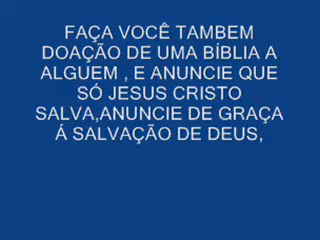 FAÇA VOCÊ TAMBEM
DOAÇÃO DE UMA BÍBLIA A
ALGUEM , E ANUNCIE QUE
SÓ JESUS CRISTO
SALVA,ANUNCIE DE GRAÇA
Á SALVAÇÃO DE DEUS,